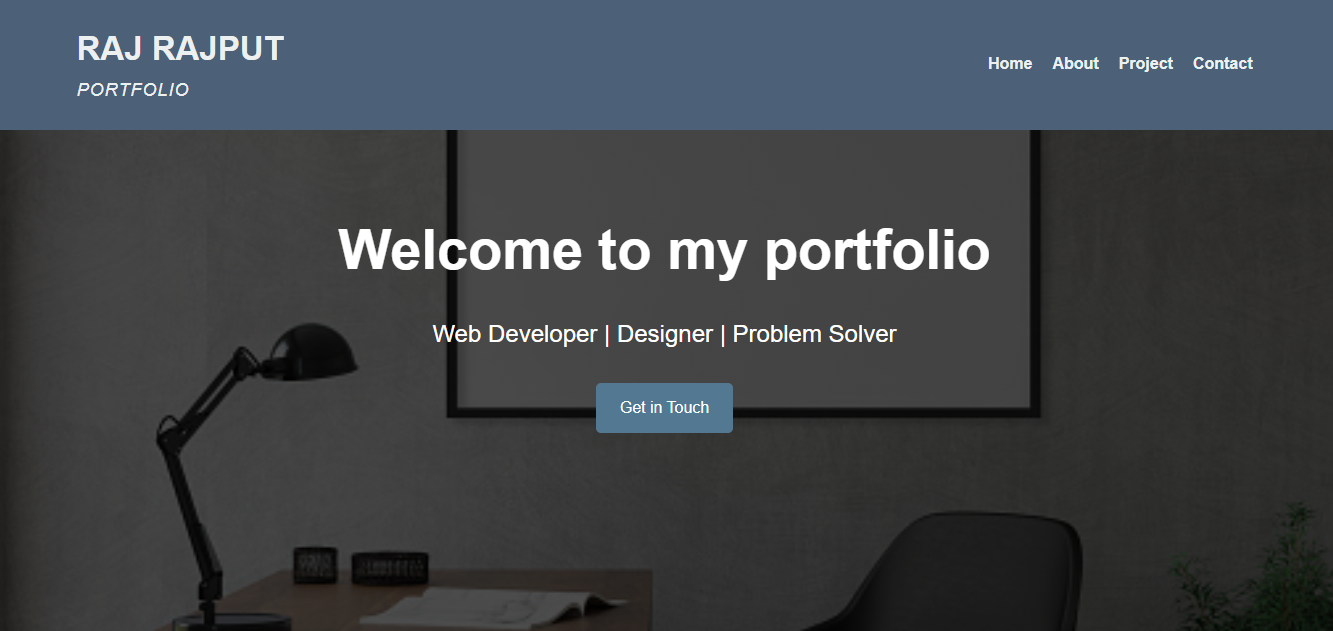 RAJ RAJPUT
PORTFOLIO
Home About Project Contact
Welcome to my portfolio
Web Developer | Designer | Problem Solver
Get in Touch